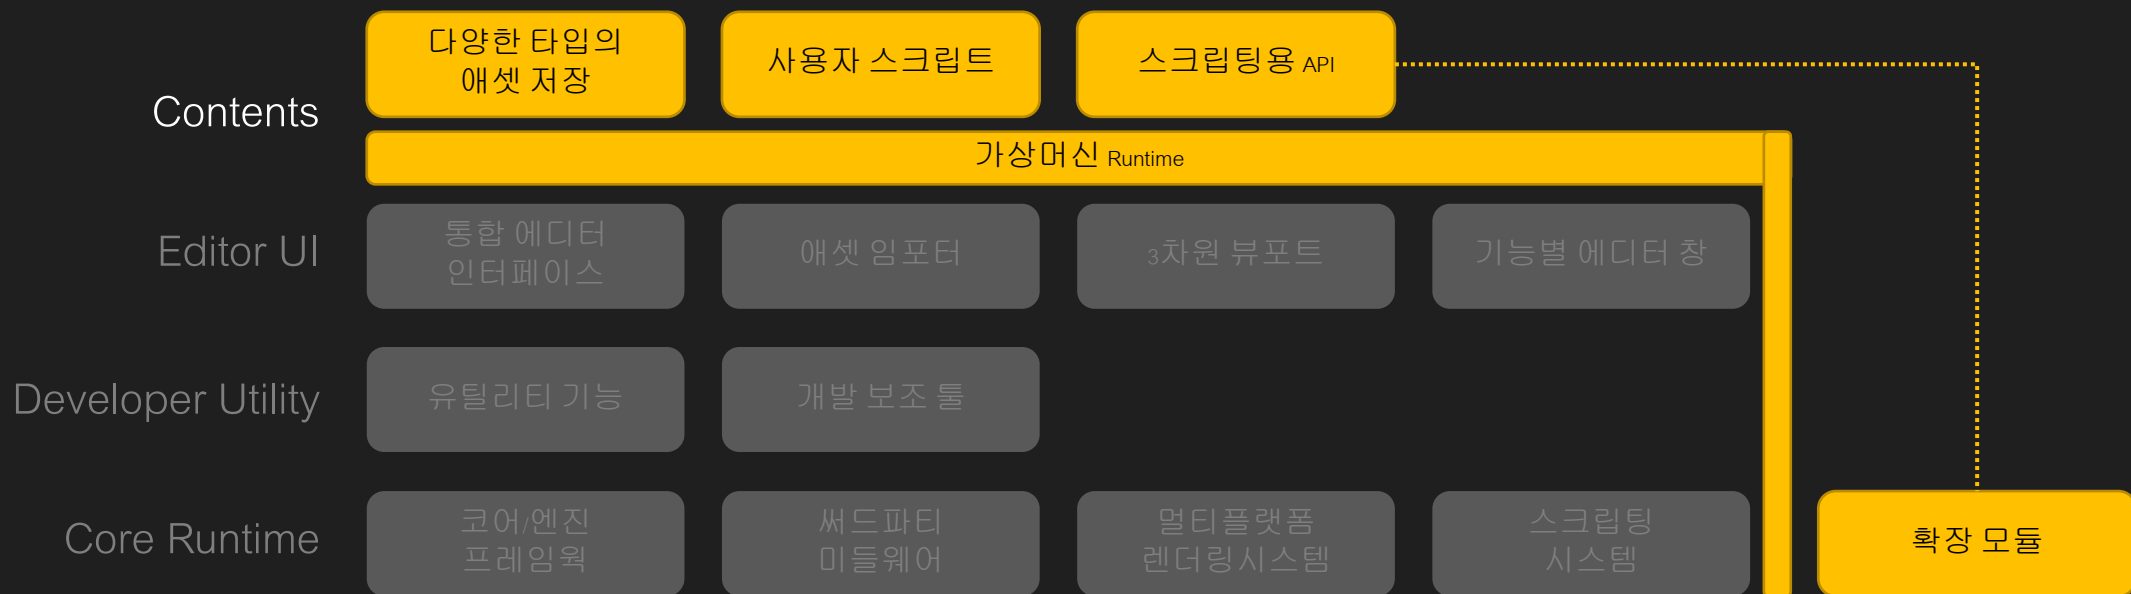 다양한 타입의
애셋 저장
사용자 스크립트
스크립팅용 API
Contents
가상머신 Runtime
Editor UI
통합 에디터
인터페이스
애셋 임포터
3차원 뷰포트
기능별 에디터 창
Developer Utility
유틸리티 기능
개발 보조 툴
Core Runtime
코어/엔진
프레임웍
써드파티
미들웨어
멀티플랫폼
렌더링시스템
스크립팅
시스템
확장 모듈